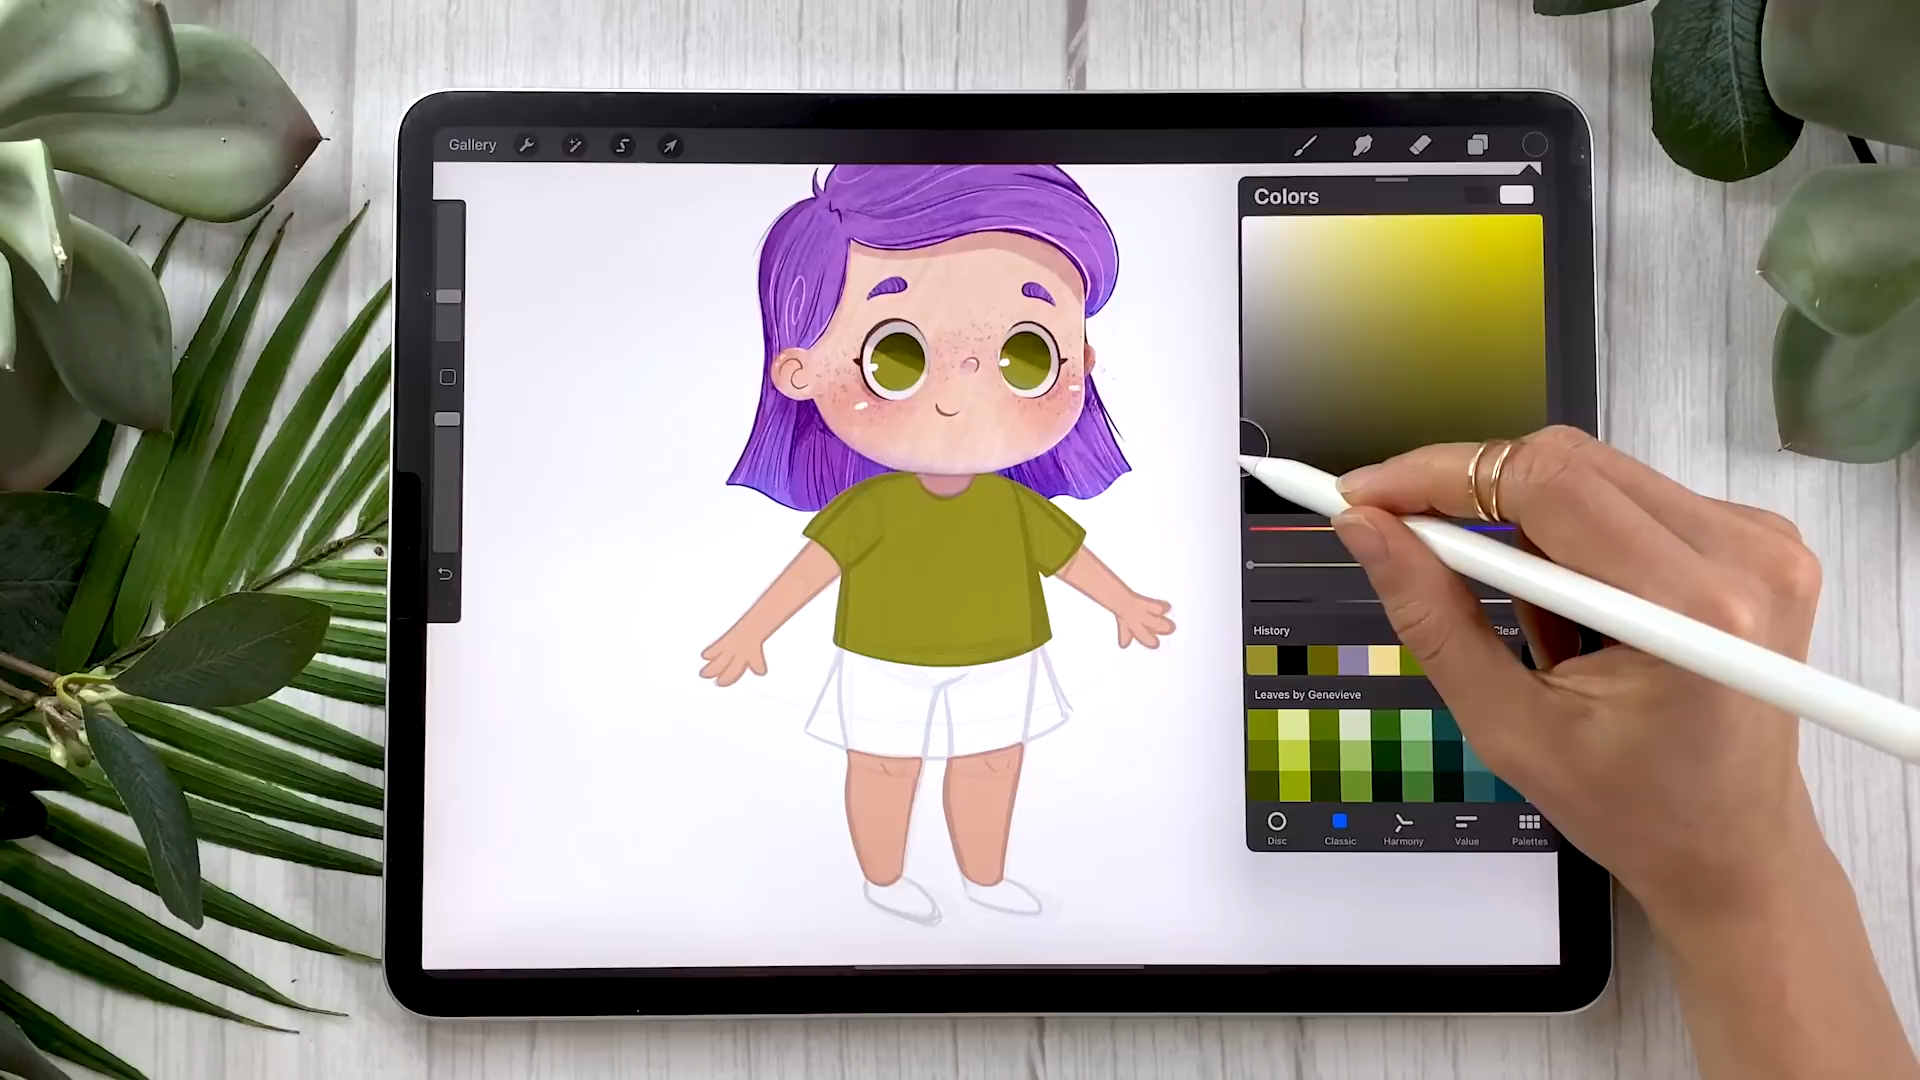 Gallery
Colors
History Clear
Leaves by Genevieve
Disc Classic Harmony Value Palettes